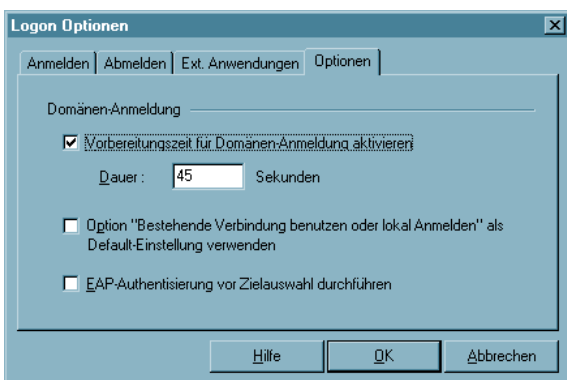 Logon Optionen
Anmelden Abmelden Ext. Anwendungen Optionen
Domänen-Anmeldung
Vorbereitungszeit für Domänen-Anmeldung aktivieren
Dauer : 45 Sekunden
Option "Bestehende Verbindung benutzen oder lokal Anmelden" als
Default-Einstellung verwenden
EAP-Authentisierung vor Zielauswahl durchführen
Hilfe OK Abbrechen